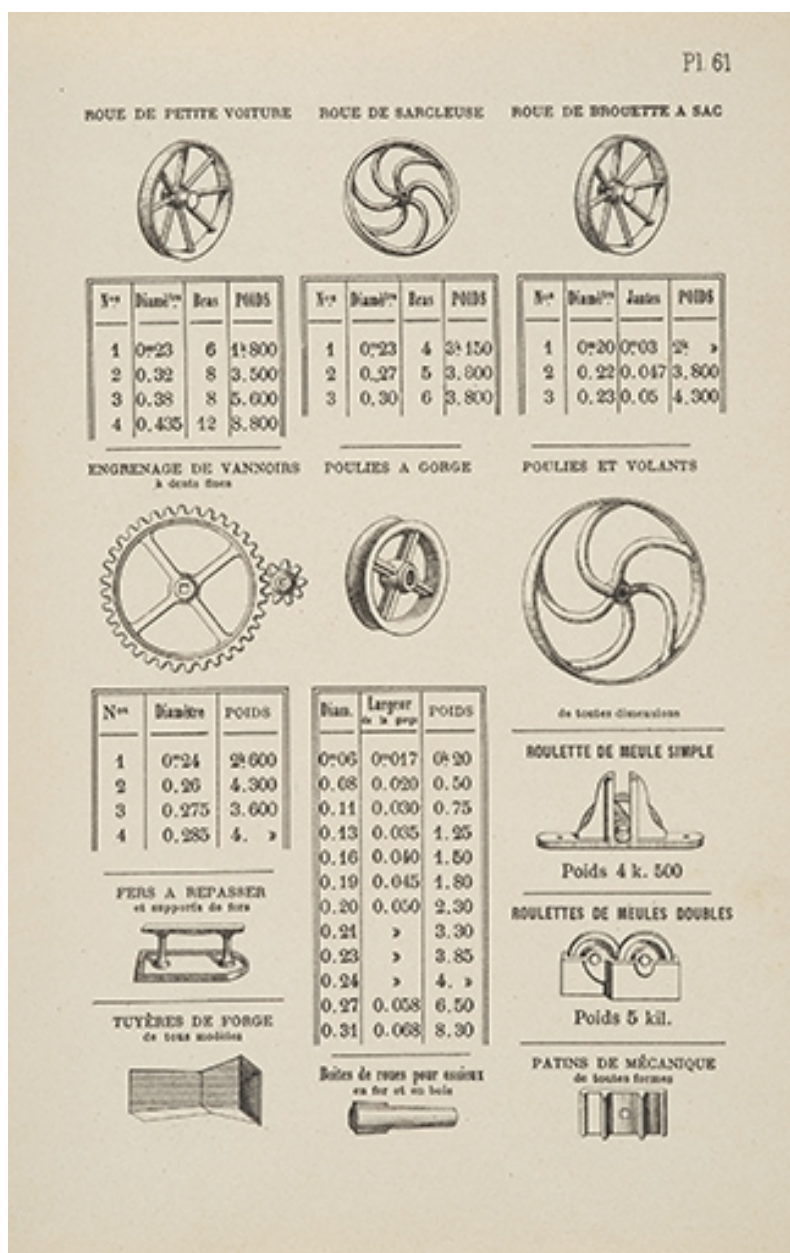 Pl. 61
ROUE DE PETITE VOITURE
Nos Diamètre Bras POIDS
1 0m23 6 1k800
2 0.32 8 3.500
3 0.38 8 5.600
4 0.435 12 8.800
ROUE DE SARCLEUSE
Nos Diamètre Bras POIDS
1 0m23 4 3k150
2 0.27 5 3.600
3 0.30 6 3.800
ROUE DE BROUETTE A SAC
Nos Diamètre Jantes POIDS
1 0m20 0m03 2k »
2 0.22 0.047 3.800
3 0.23 0.05 4.300
ENGRENAGE DE VANNOIRS
à dents fines
Nos Diamètre POIDS
1 0m24 2k600
2 0.26 4.300
3 0.275 3.600
4 0.285 4. »
FERS A REPASSER
et supports de fers
TUYÈRES DE FORGE
de tous modèles
POULIES A GORGE
Diam. Largeur de la gorge POIDS
0m06 0m017 0k20
0.08 0.020 0.50
0.11 0.030 0.75
0.13 0.035 1.25
0.16 0.040 1.50
0.19 0.045 1.80
0.20 0.050 2.30
0.21 » 3.30
0.23 » 3.85
0.24 » 4. »
0.27 0.058 6.50
0.31 0.068 8.30
Boites de roues pour essieux
en fer et en bois
POULIES ET VOLANTS
de toutes dimensions
ROULETTE DE MEULE SIMPLE
Poids 4 k. 500
ROULETTES DE MEULES DOUBLES
Poids 5 kil.
PATINS DE MÉCANIQUE
de toutes formes